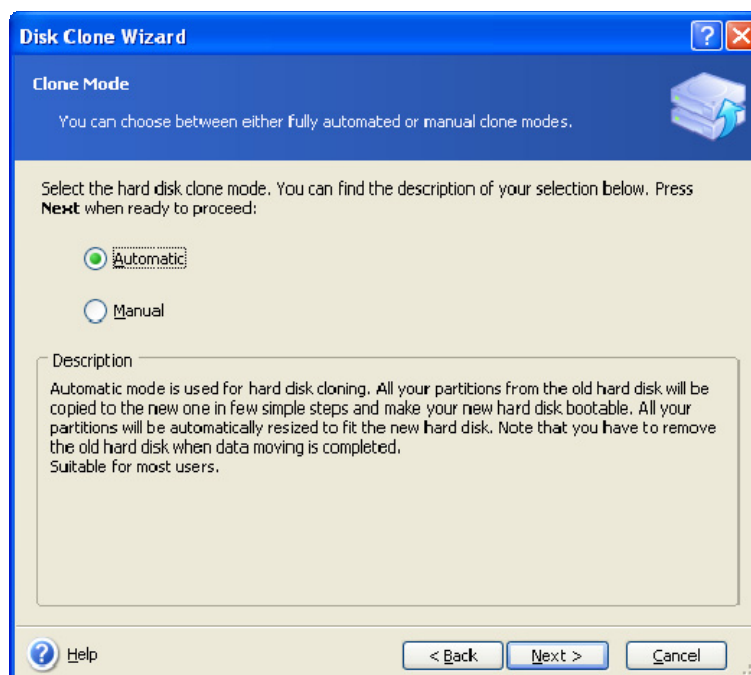 Disk Clone Wizard
Clone Mode
You can choose between either fully automated or manual clone modes.
Select the hard disk clone mode. You can find the description of your selection below. Press
Next when ready to proceed:
Automatic
Manual
Description
Automatic mode is used for hard disk cloning. All your partitions from the old hard disk will be
copied to the new one in few simple steps and make your new hard disk bootable. All your
partitions will be automatically resized to fit the new hard disk. Note that you have to remove
the old hard disk when data moving is completed.
Suitable for most users.
Help
< Back
Next >
Cancel